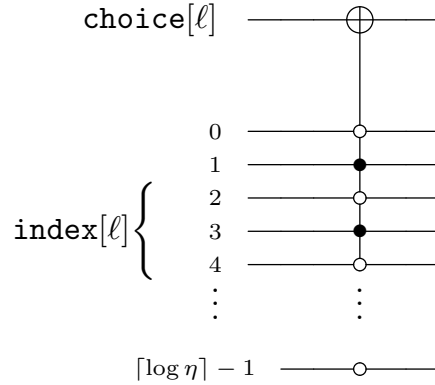 choice[ℓ]
0
1
index[ℓ]
2
3
4
⋮ ⋮
⌈log η⌉ − 1